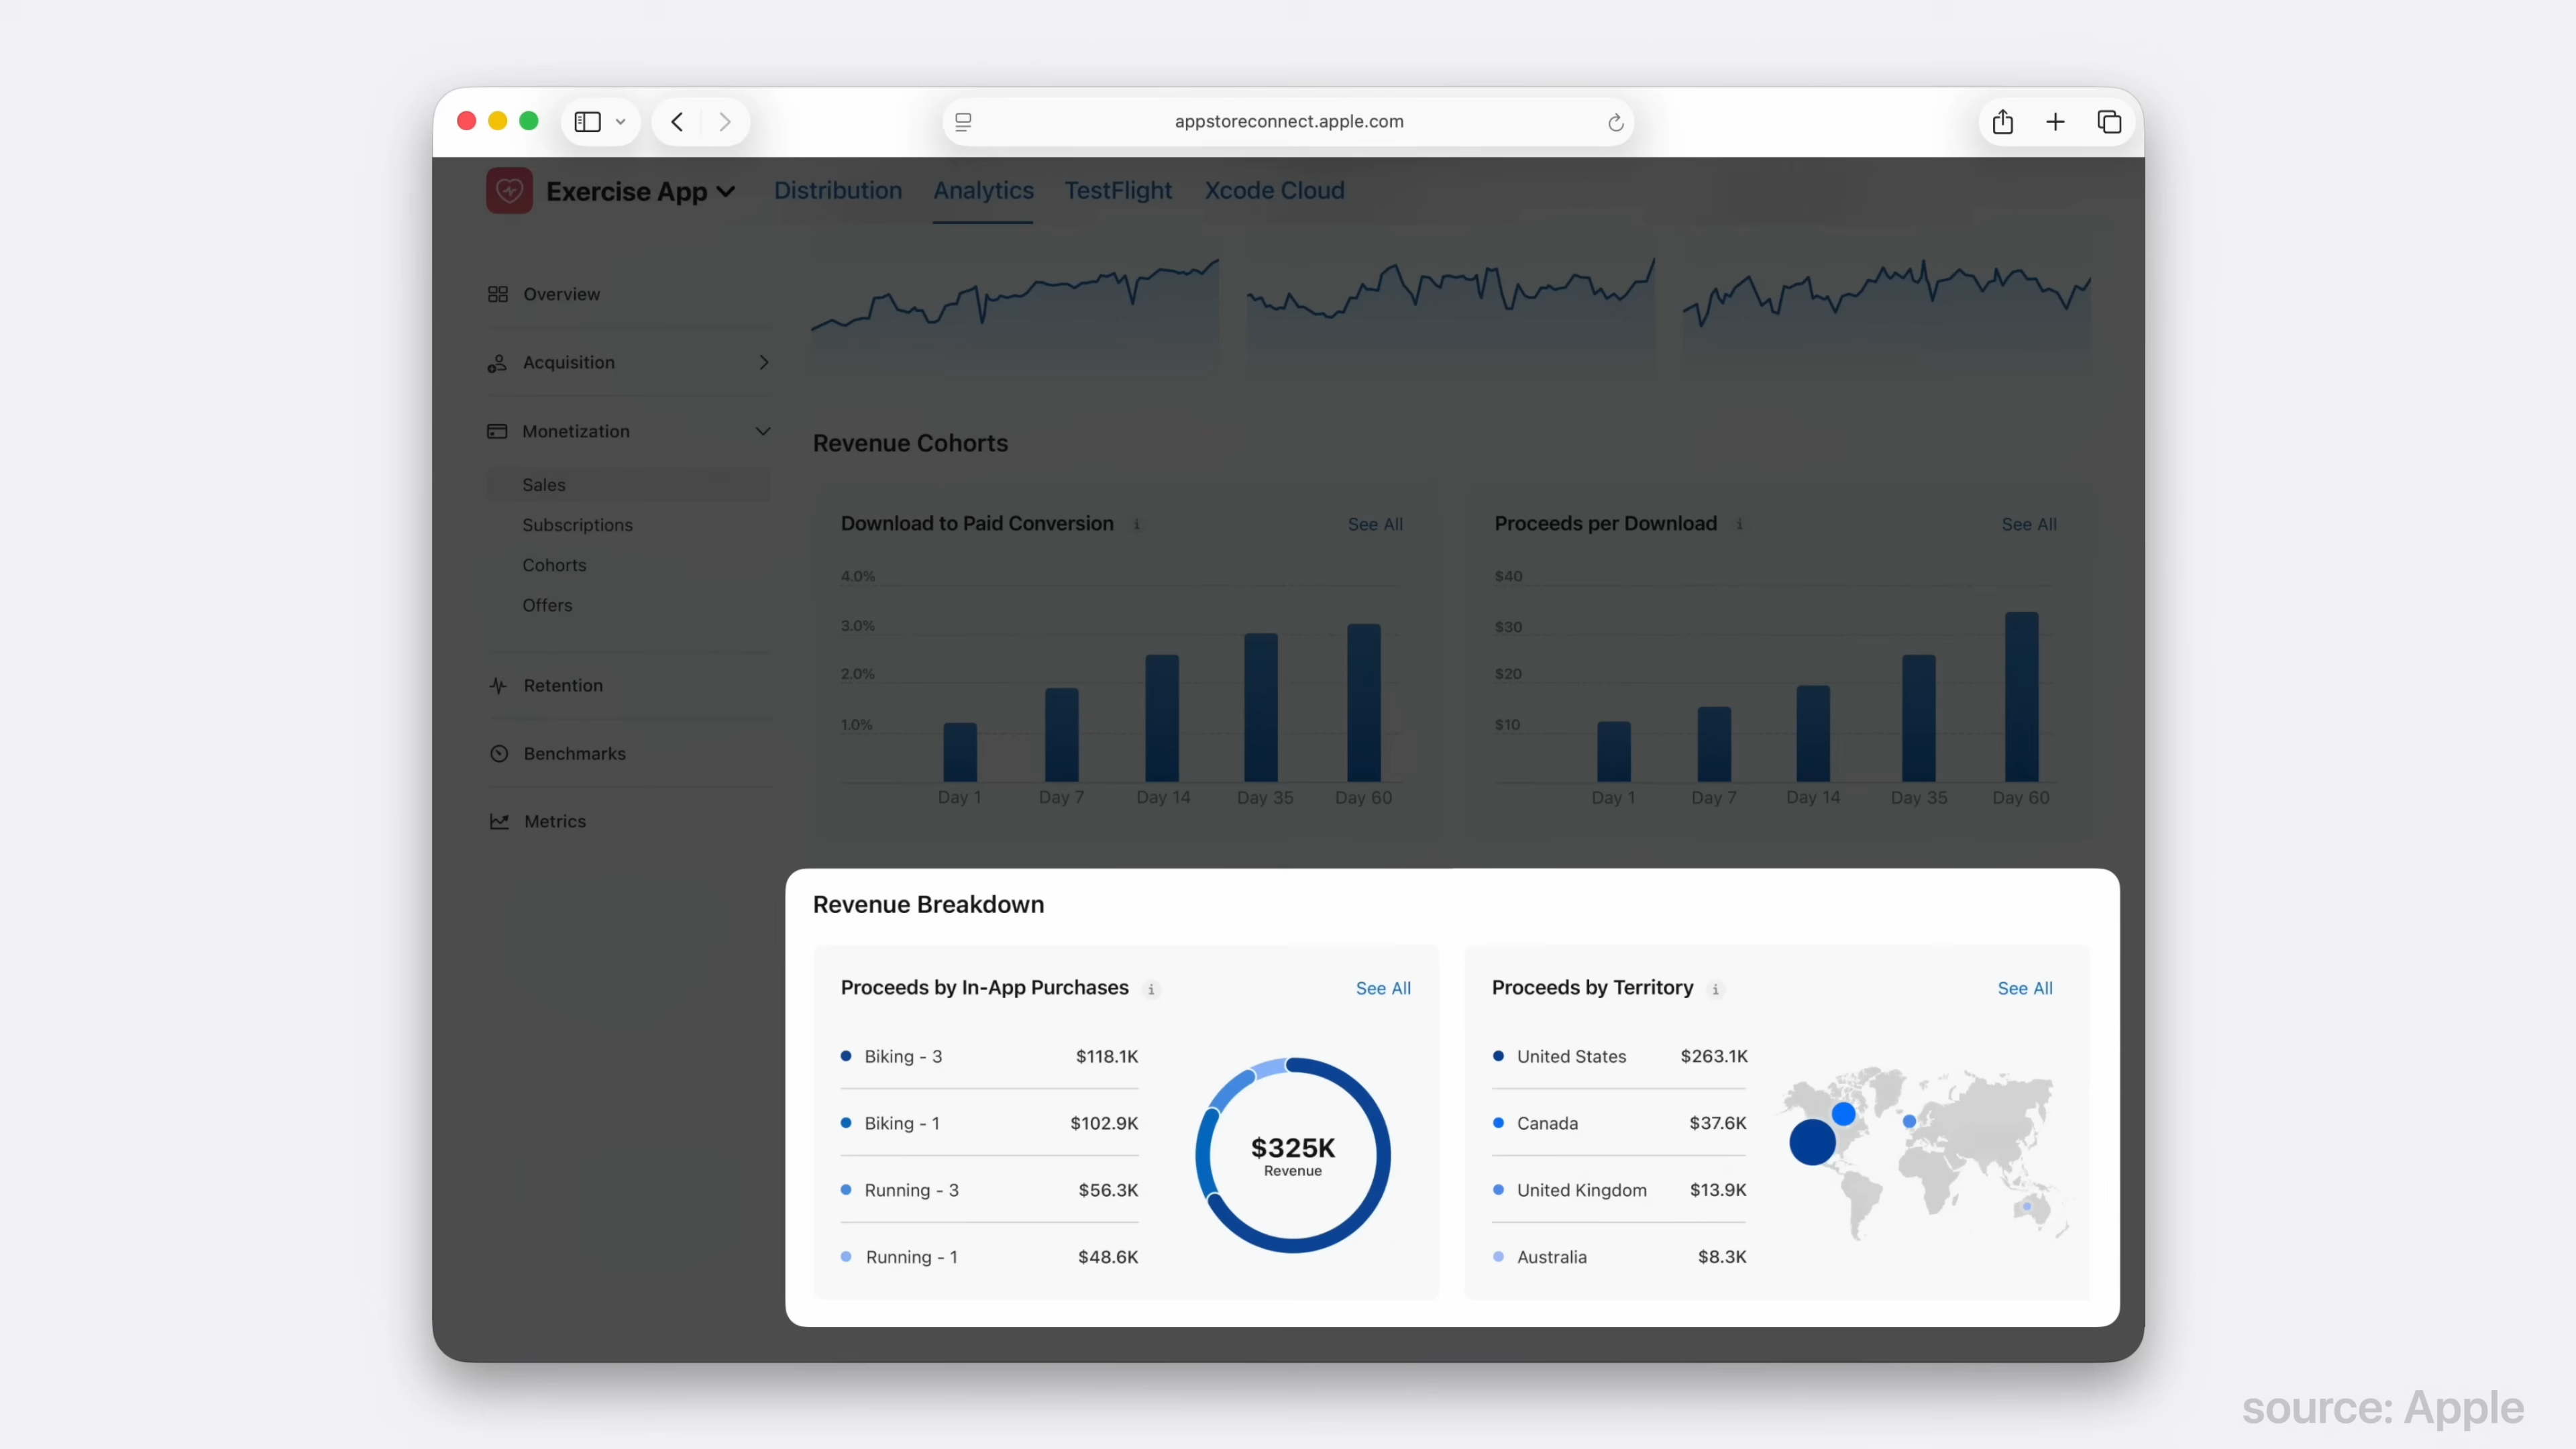 appstoreconnect.apple.com
Exercise App
Distribution
Analytics
TestFlight
Xcode Cloud
Overview
Acquisition
Monetization
Sales
Subscriptions
Cohorts
Offers
Retention
Benchmarks
Metrics
Revenue Cohorts
Download to Paid Conversion i
See All
4.0%
3.0%
2.0%
1.0%
Day 1 Day 7 Day 14 Day 35 Day 60
Proceeds per Download i
See All
$40
$30
$20
$10
Day 1 Day 7 Day 14 Day 35 Day 60
Revenue Breakdown
Proceeds by In-App Purchases i
See All
Biking - 3 $118.1K
Biking - 1 $102.9K
Running - 3 $56.3K
Running - 1 $48.6K
$325K
Revenue
Proceeds by Territory i
See All
United States $263.1K
Canada $37.6K
United Kingdom $13.9K
Australia $8.3K
source: Apple